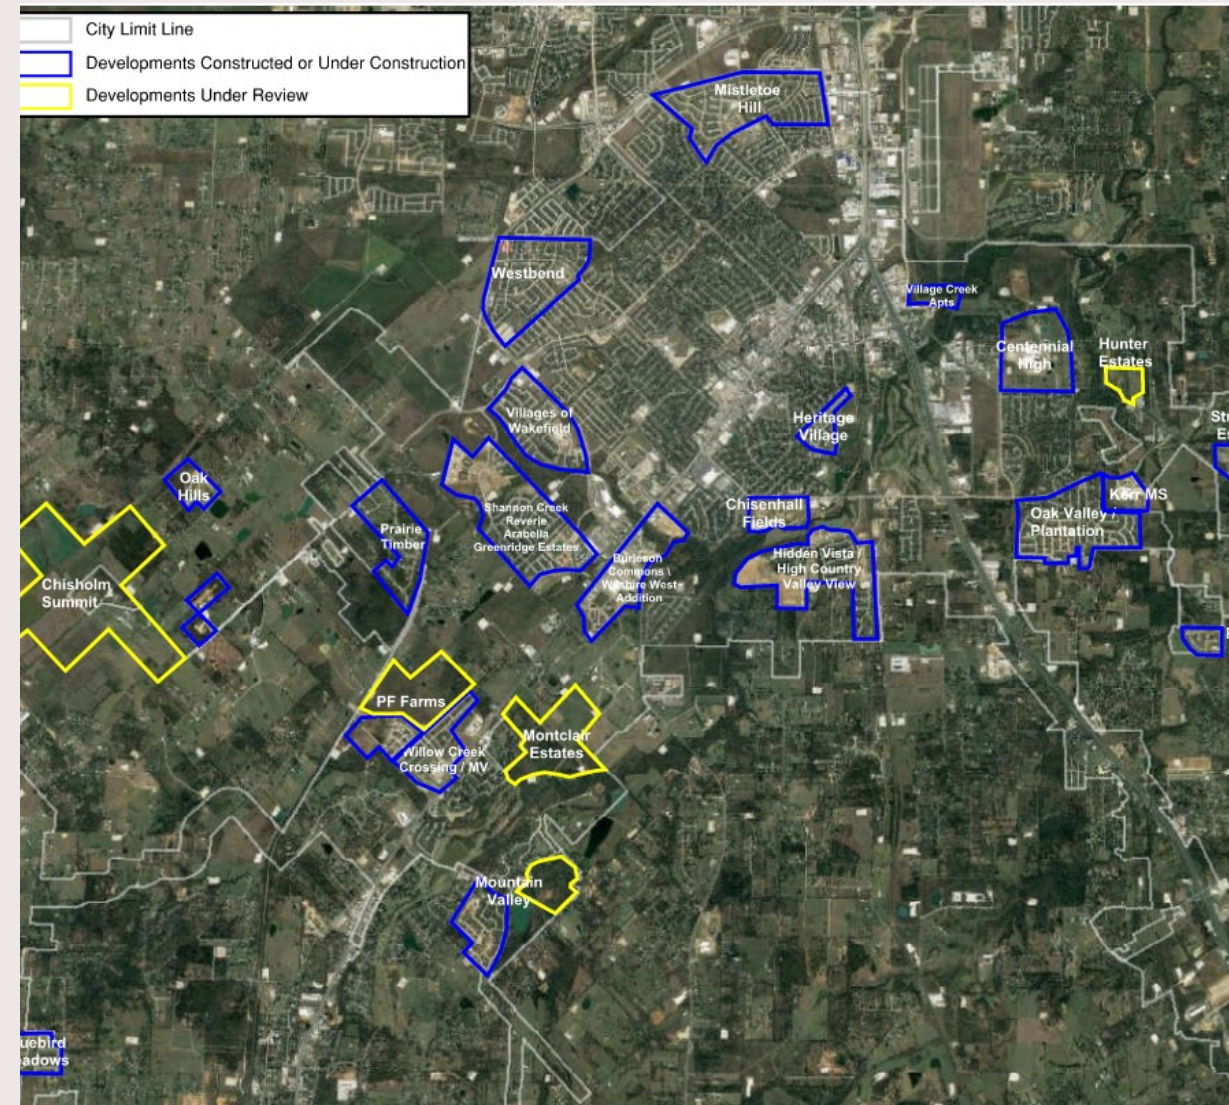 City Limit Line
Developments Constructed or Under Construction
Developments Under Review
Mistletoe
Hill
Westbend
Village Creek
Apts
Centennial
High
Hunter
Estates
Villages of
Wakefield
Heritage
Village
Oak
Hills
Prairie
Timber
Shannon Creek
Reverie
Arabella
Greenridge Estates
Chisenhall
Fields
Kerr MS
Oak Valley /
Plantation
Burleson
Commons \
Wilshire West
Addition
Hidden Vista /
High Country
Valley View
Chisholm
Summit
PF Farms
Willow Creek
Crossing / MV
Montclair
Estates
Mountain
Valley
uebird
adows